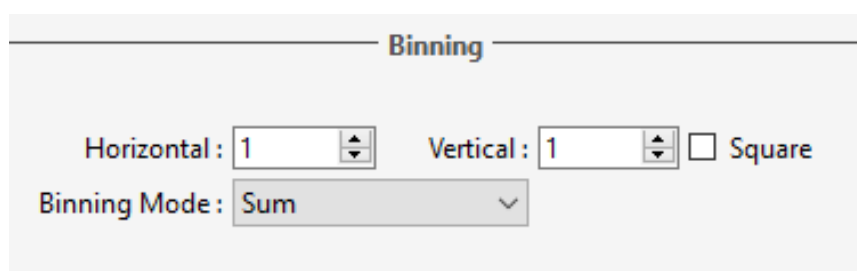 Binning
Horizontal : 1 Vertical : 1 Square
Binning Mode : Sum